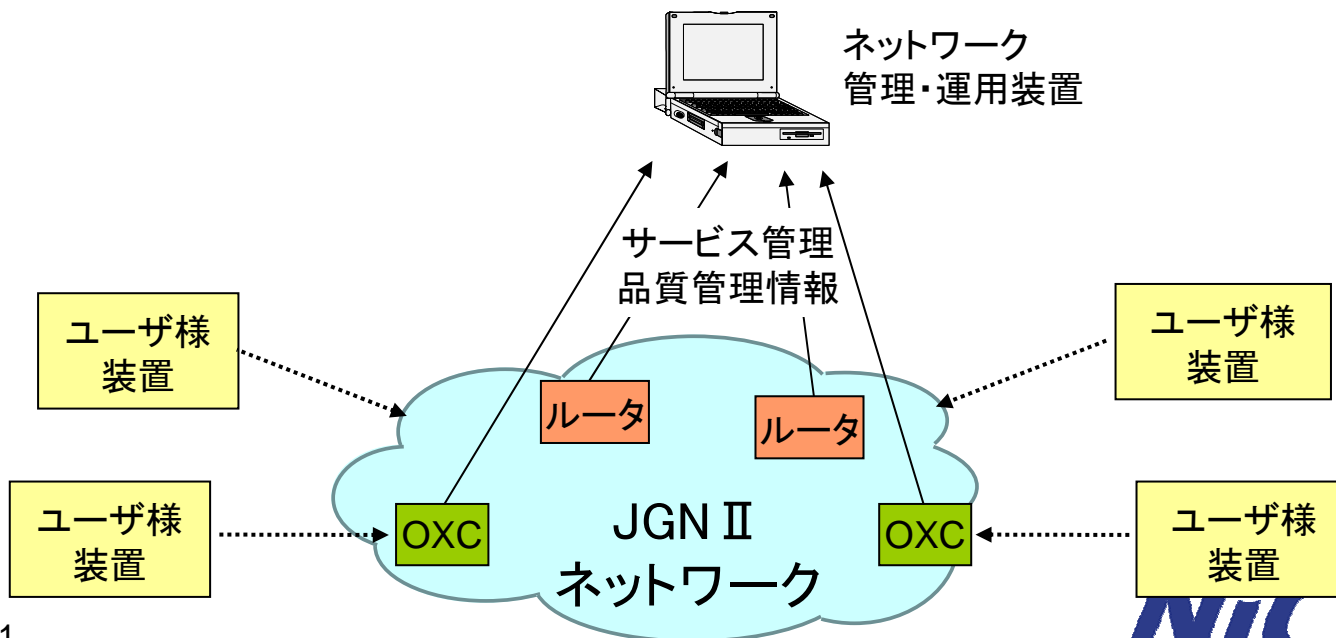 ネットワーク
管理・運用装置
サービス管理
品質管理情報
ユーザ様
装置
ユーザ様
装置
ルータ
ルータ
ユーザ様
装置
OXC
JGNⅡ
ネットワーク
OXC
ユーザ様
装置
1